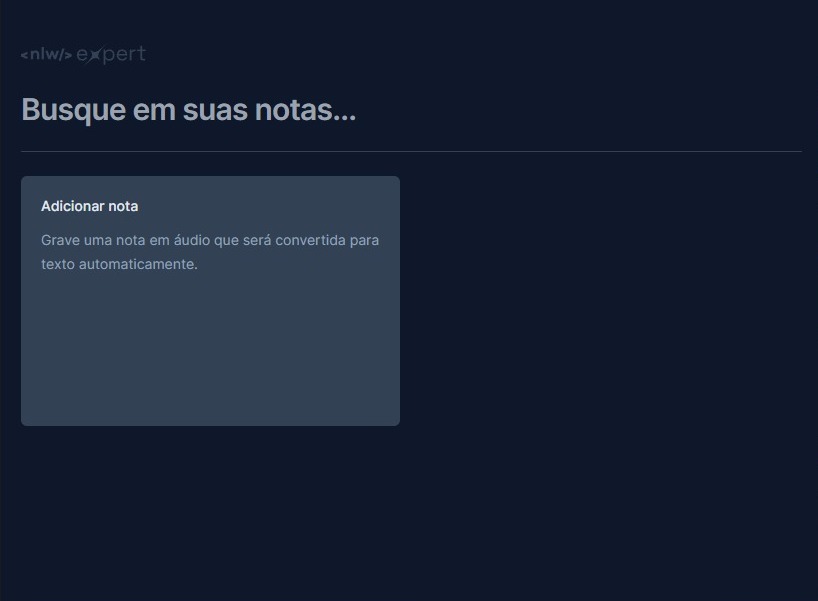 <nlw/> expert
Busque em suas notas...
Adicionar nota
Grave uma nota em áudio que será convertida para
texto automaticamente.